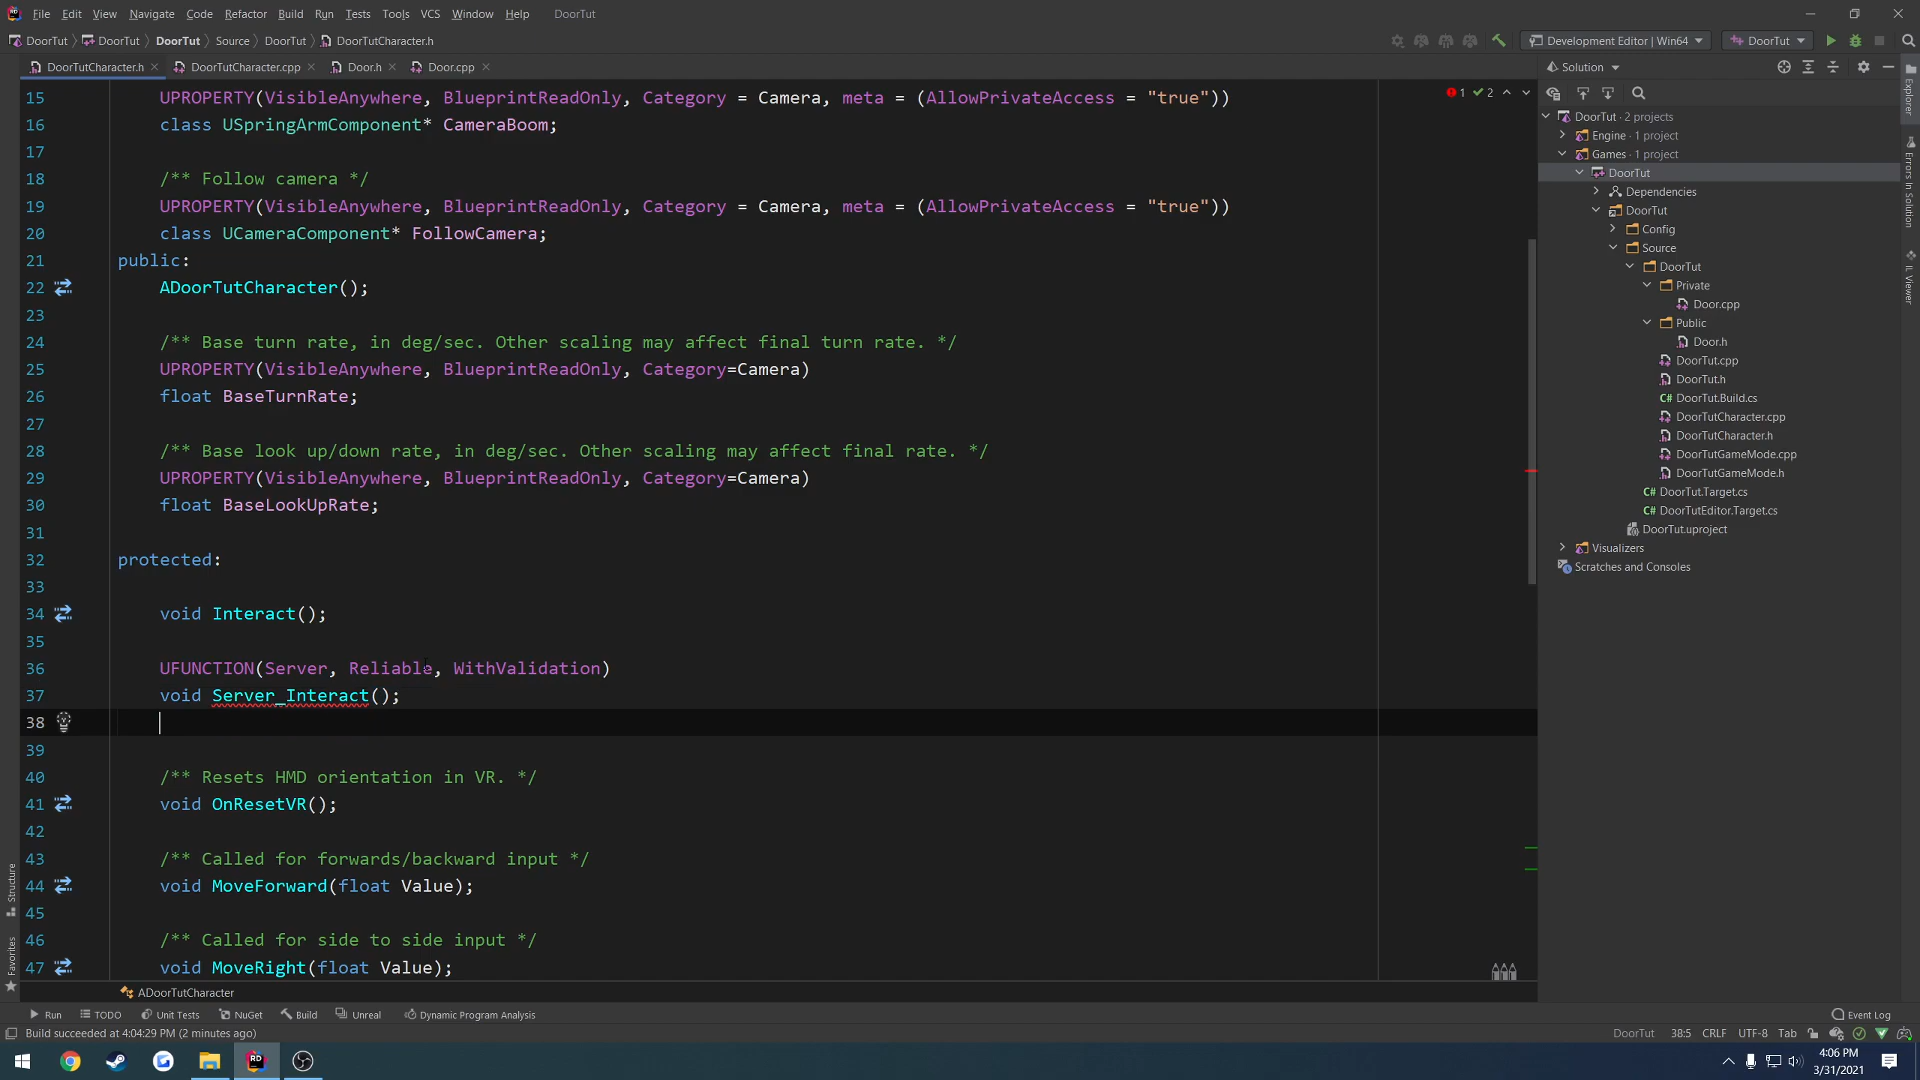 File Edit View Navigate Code Refactor Build Run Tests Tools VCS Window Help DoorTut
DoorTut DoorTut DoorTut Source DoorTut DoorTutCharacter.h Development Editor | Win64 DoorTut
DoorTutCharacter.h DoorTutCharacter.cpp Door.h Door.cpp
1 2
15 UPROPERTY(VisibleAnywhere, BlueprintReadOnly, Category = Camera, meta = (AllowPrivateAccess = "true"))
16 class USpringArmComponent* CameraBoom;
17
18 /** Follow camera */
19 UPROPERTY(VisibleAnywhere, BlueprintReadOnly, Category = Camera, meta = (AllowPrivateAccess = "true"))
20 class UCameraComponent* FollowCamera;
21 public:
22 ADoorTutCharacter();
23
24 /** Base turn rate, in deg/sec. Other scaling may affect final turn rate. */
25 UPROPERTY(VisibleAnywhere, BlueprintReadOnly, Category=Camera)
26 float BaseTurnRate;
27
28 /** Base look up/down rate, in deg/sec. Other scaling may affect final rate. */
29 UPROPERTY(VisibleAnywhere, BlueprintReadOnly, Category=Camera)
30 float BaseLookUpRate;
31
32 protected:
33
34 void Interact();
35
36 UFUNCTION(Server, Reliable, WithValidation)
37 void Server_Interact();
38
39
40 /** Resets HMD orientation in VR. */
41 void OnResetVR();
42
43 /** Called for forwards/backward input */
44 void MoveForward(float Value);
45
46 /** Called for side to side input */
47 void MoveRight(float Value);
ADoorTutCharacter
Solution
DoorTut · 2 projects
Engine · 1 project
Games · 1 project
DoorTut
Dependencies
DoorTut
Config
Source
DoorTut
Private
Door.cpp
Public
Door.h
DoorTut.cpp
DoorTut.h
C# DoorTut.Build.cs
DoorTutCharacter.cpp
DoorTutCharacter.h
DoorTutGameMode.cpp
DoorTutGameMode.h
C# DoorTut.Target.cs
C# DoorTutEditor.Target.cs
DoorTut.uproject
Visualizers
Scratches and Consoles
Explorer
Errors In Solution
IL Viewer
Structure
Favorites
Run TODO Unit Tests NuGet Build Unreal Dynamic Program Analysis Event Log
Build succeeded at 4:04:29 PM (2 minutes ago) DoorTut 38:5 CRLF UTF-8 Tab
RD
4:06 PM
3/31/2021